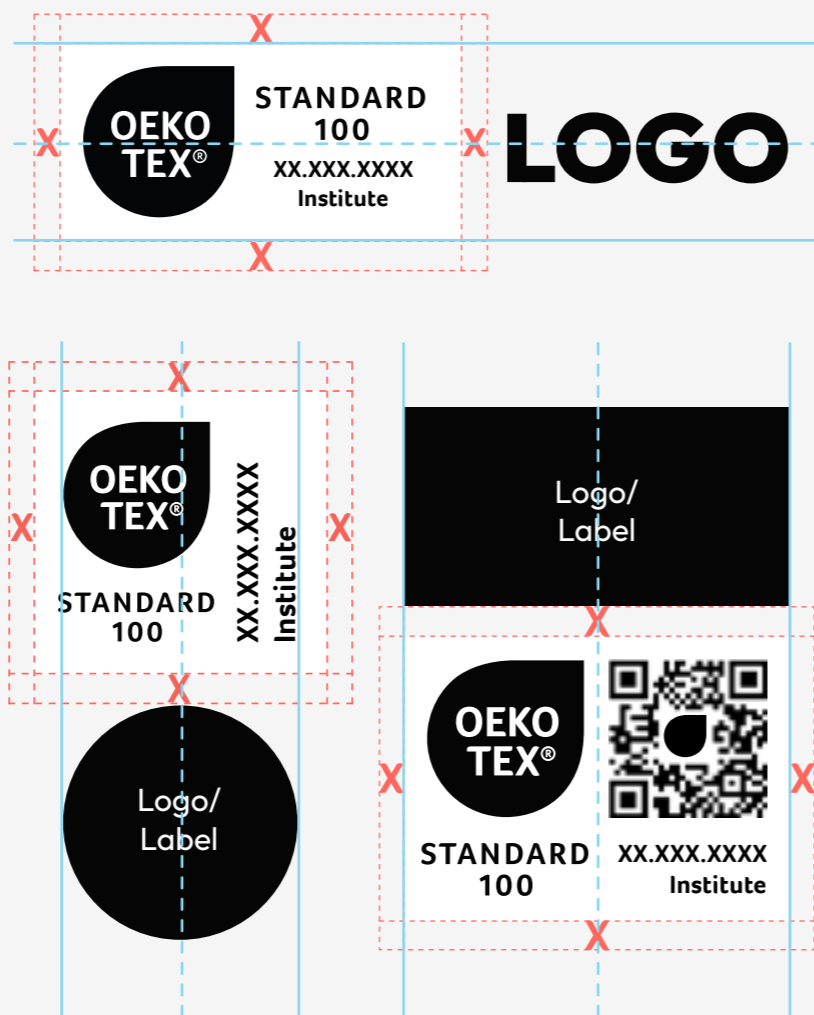 X
OEKO
TEX®
STANDARD
100
XX.XXX.XXXX
Institute
X
X
LOGO
X
X
OEKO
TEX®
STANDARD
100
XX.XXX.XXXX
Institute
X
X
X
Logo/
Label
Logo/
Label
X
OEKO
TEX®
STANDARD
100
XX.XXX.XXXX
Institute
X
X
X